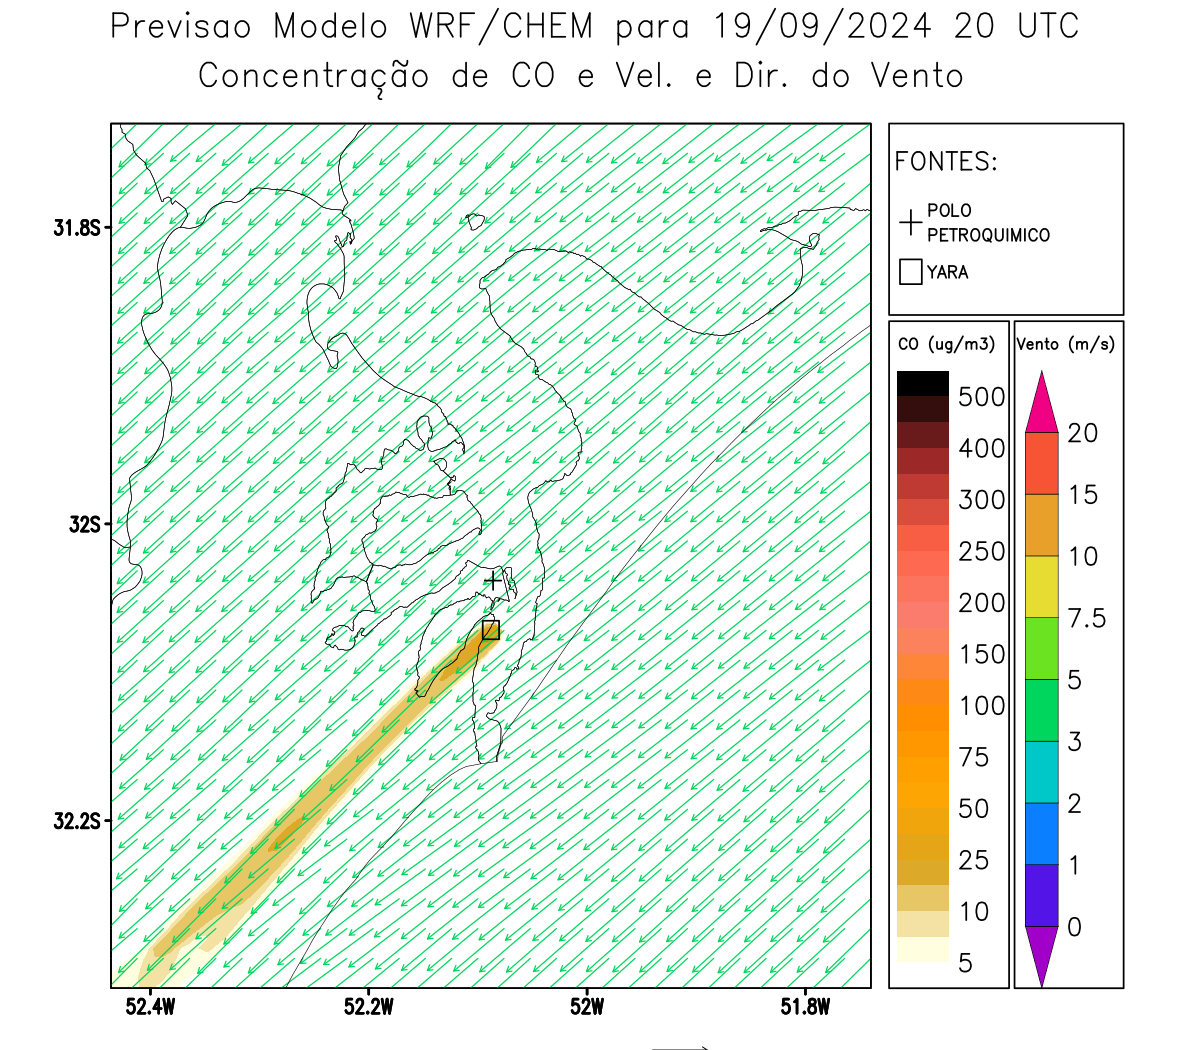 Previsao Modelo WRF/CHEM para 19/09/2024 20 UTC
Concentração de CO e Vel. e Dir. do Vento
FONTES:
POLO
PETROQUIMICO
YARA
CO (ug/m3)
500
400
300
250
200
150
100
75
50
25
10
5
Vento (m/s)
20
15
10
7.5
5
3
2
1
0
31.8S
32S
32.2S
52.4W
52.2W
52W
51.8W